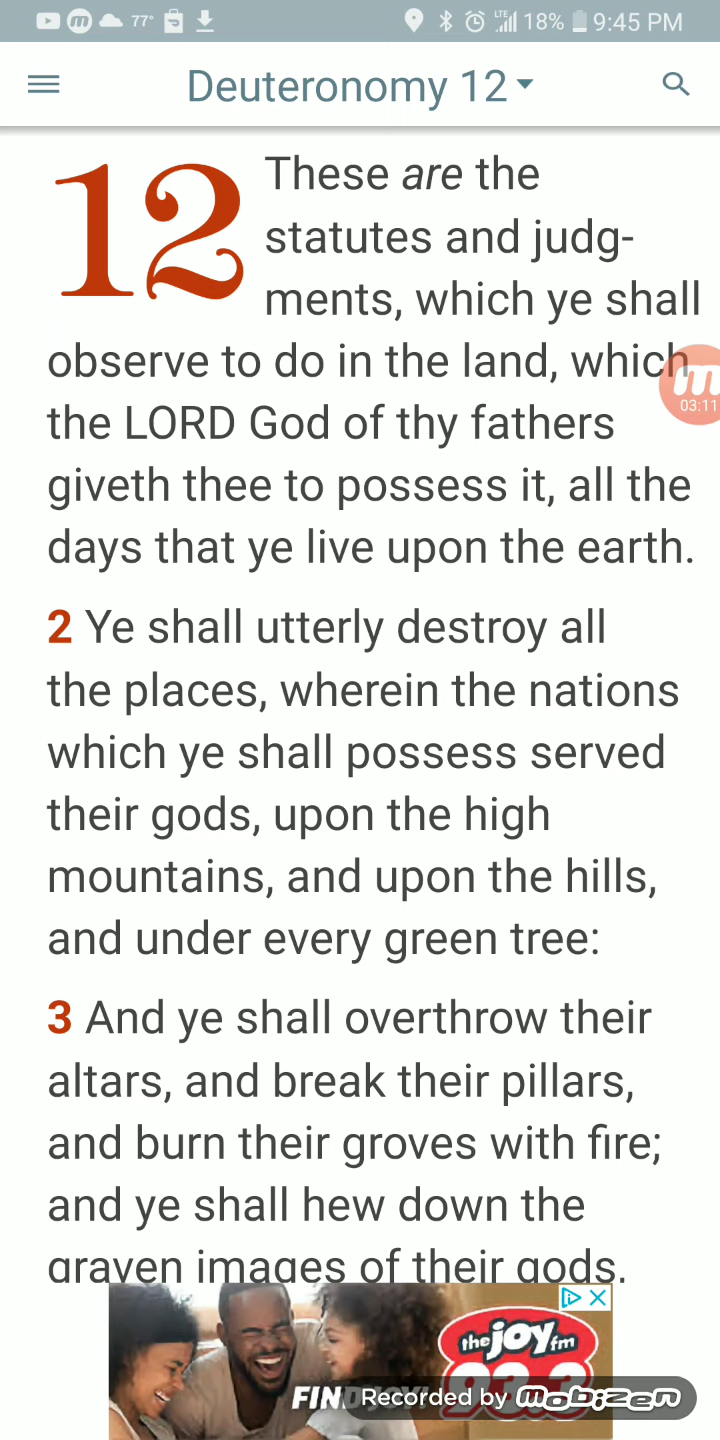 77° LTE 18% 9:45 PM
Deuteronomy 12
12 These are the
statutes and judg-
ments, which ye shall
observe to do in the land, which
03:11
the LORD God of thy fathers
giveth thee to possess it, all the
days that ye live upon the earth.
2 Ye shall utterly destroy all
the places, wherein the nations
which ye shall possess served
their gods, upon the high
mountains, and upon the hills,
and under every green tree:
3 And ye shall overthrow their
altars, and break their pillars,
and burn their groves with fire;
and ye shall hew down the
graven images of their gods,
the JOY fm
93.3
FIND
Recorded by mobizen